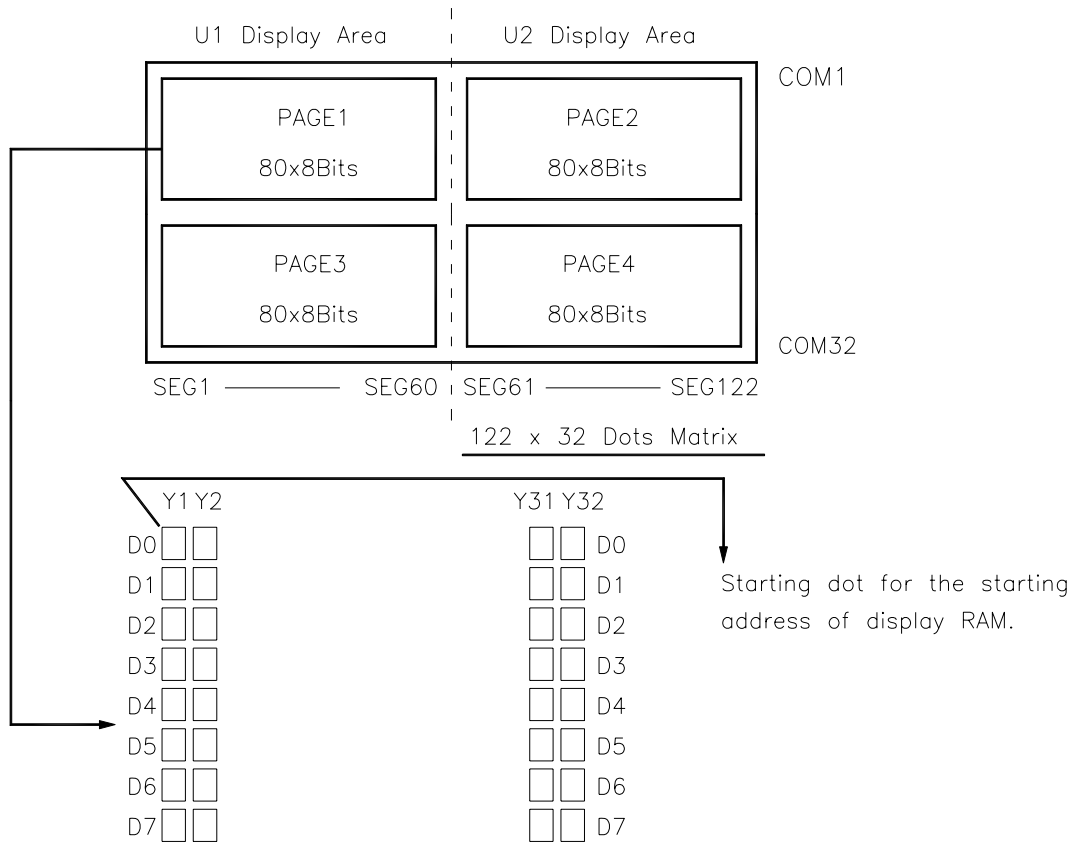 U1 Display Area
U2 Display Area
COM1
PAGE1
80x8Bits
PAGE2
80x8Bits
PAGE3
80x8Bits
PAGE4
80x8Bits
COM32
SEG1
SEG60
SEG61
SEG122
122 x 32 Dots Matrix
Y1 Y2
Y31 Y32
D0
D0
D1
D1
D2
D2
D3
D3
D4
D4
D5
D5
D6
D6
D7
D7
Starting dot for the starting
address of display RAM.